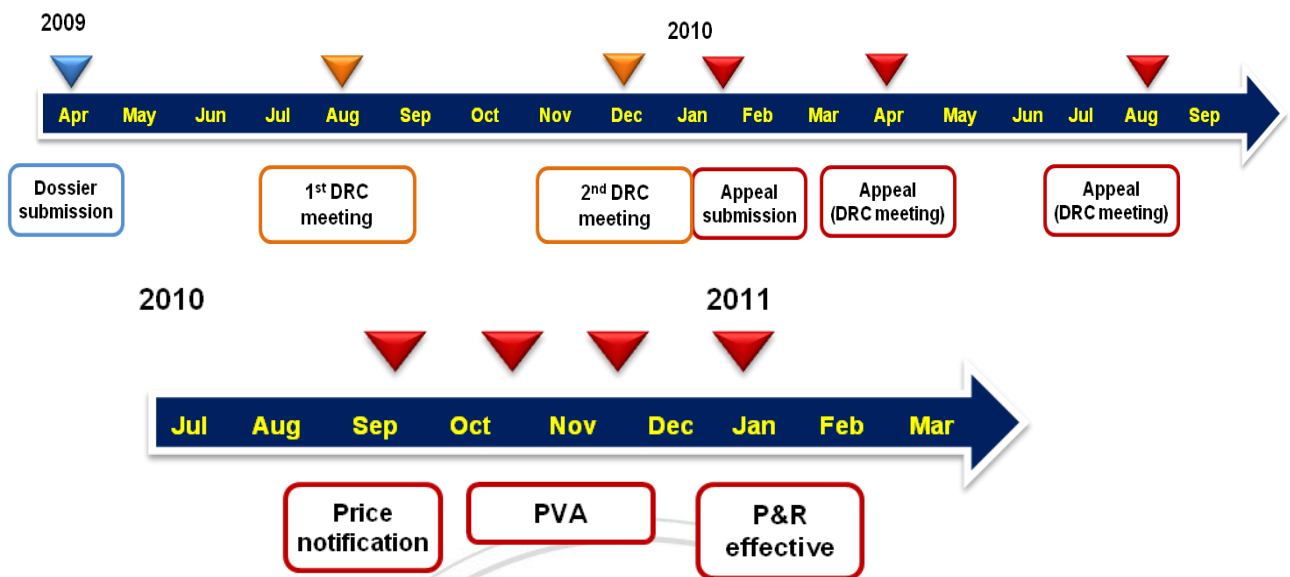 2009
2010
Apr May Jun Jul Aug Sep Oct Nov Dec Jan Feb Mar Apr May Jun Jul Aug Sep
Dossier
submission
1st DRC
meeting
2nd DRC
meeting
Appeal
submission
Appeal
(DRC meeting)
Appeal
(DRC meeting)
2010
2011
Jul Aug Sep Oct Nov Dec Jan Feb Mar
Price
notification
PVA
P&R
effective